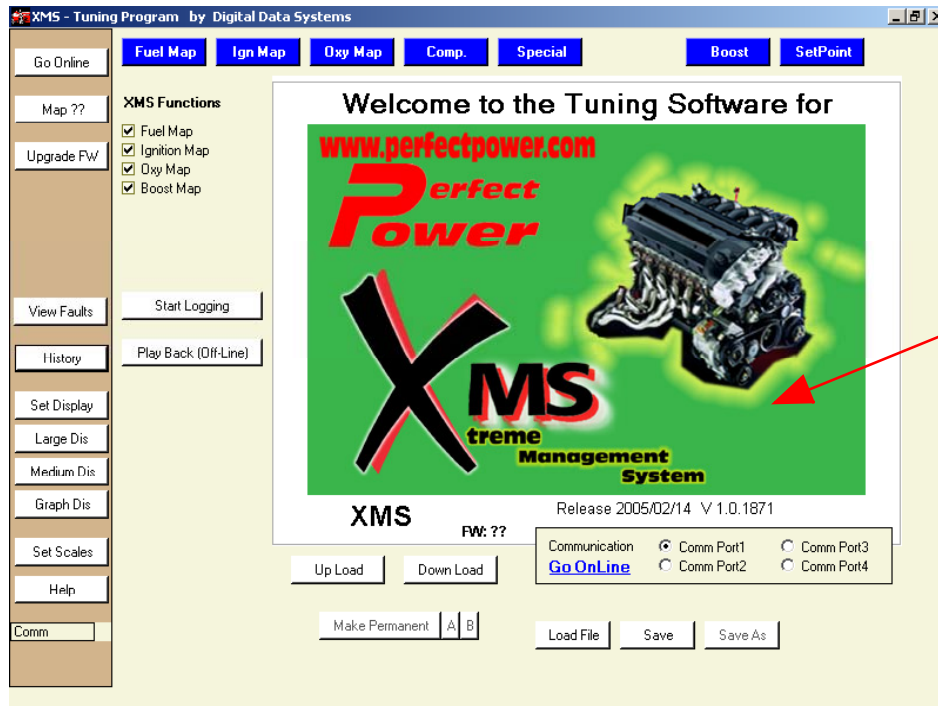 XMS - Tuning Program by Digital Data Systems
Go Online
Map ??
Upgrade FW
View Faults
History
Set Display
Large Dis
Medium Dis
Graph Dis
Set Scales
Help
Comm
Fuel Map
Ign Map
Oxy Map
Comp.
Special
Boost
SetPoint
XMS Functions
Fuel Map
Ignition Map
Oxy Map
Boost Map
Start Logging
Play Back (Off-Line)
Welcome to the Tuning Software for
www.perfectpower.com
Perfect
Power
XMS
Xtreme
Management
System
XMS
FW: ??
Release 2005/02/14 V 1.0.1871
Communication
Go OnLine
Comm Port1
Comm Port2
Comm Port3
Comm Port4
Up Load
Down Load
Make Permanent
A
B
Load File
Save
Save As